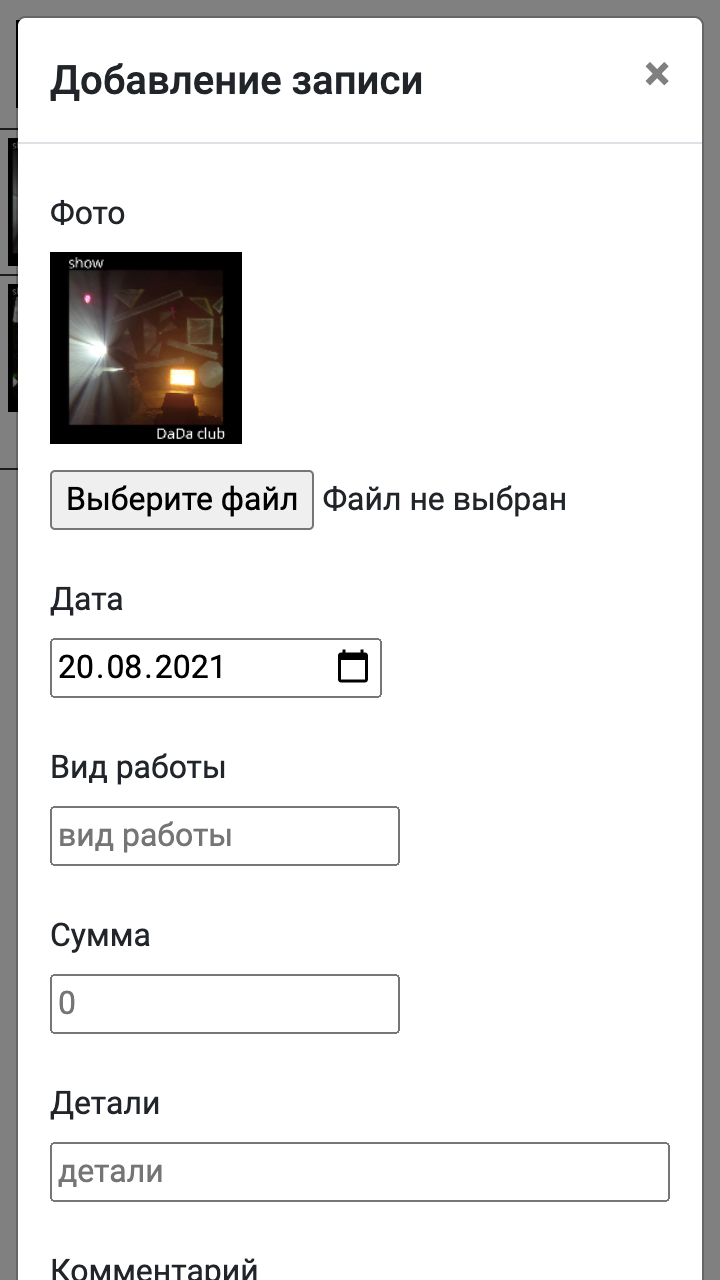 Добавление записи
×
Фото
show
DaDa club
Выберите файл Файл не выбран
Дата
20.08.2021
Вид работы
вид работы
Сумма
0
Детали
детали
Комментарий